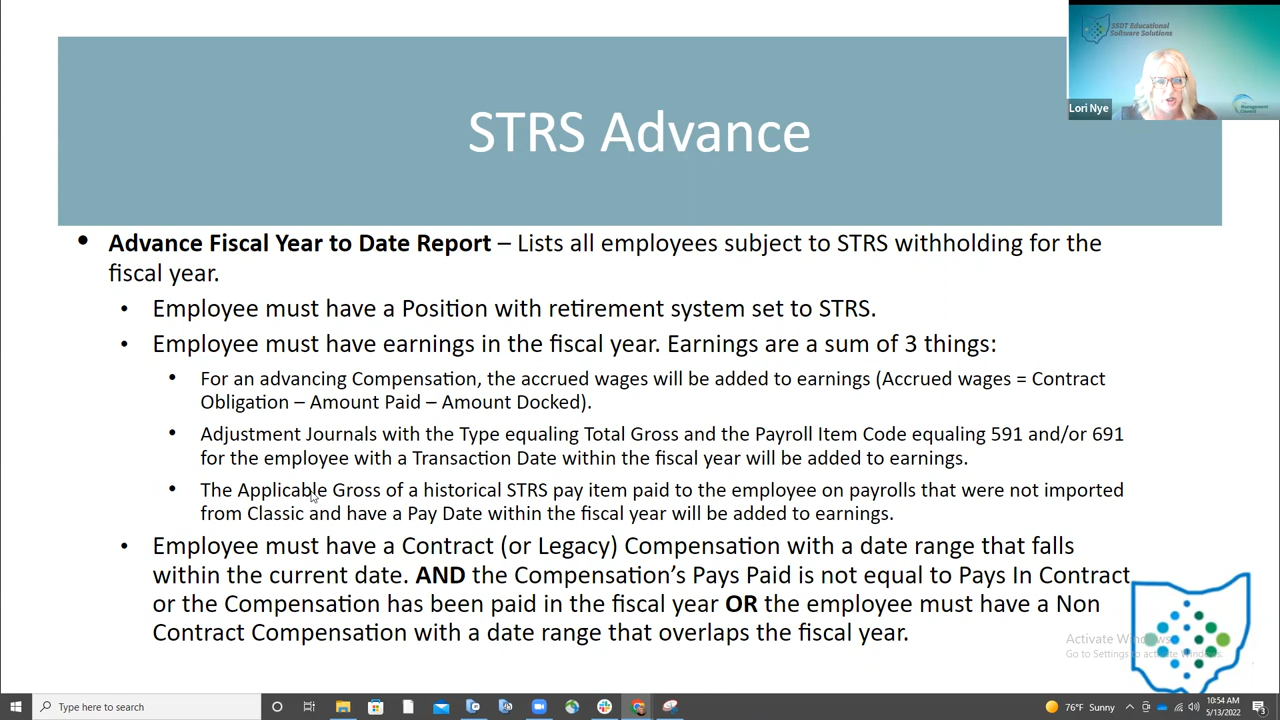 SSDT Educational
Software Solutions
Management
Council
Lori Nye
STRS Advance
• Advance Fiscal Year to Date Report – Lists all employees subject to STRS withholding for the
fiscal year.
• Employee must have a Position with retirement system set to STRS.
• Employee must have earnings in the fiscal year. Earnings are a sum of 3 things:
• For an advancing Compensation, the accrued wages will be added to earnings (Accrued wages = Contract
Obligation – Amount Paid – Amount Docked).
• Adjustment Journals with the Type equaling Total Gross and the Payroll Item Code equaling 591 and/or 691
for the employee with a Transaction Date within the fiscal year will be added to earnings.
• The Applicable Gross of a historical STRS pay item paid to the employee on payrolls that were not imported
from Classic and have a Pay Date within the fiscal year will be added to earnings.
• Employee must have a Contract (or Legacy) Compensation with a date range that falls
within the current date. AND the Compensation's Pays Paid is not equal to Pays In Contract
or the Compensation has been paid in the fiscal year OR the employee must have a Non
Contract Compensation with a date range that overlaps the fiscal year.
Activate Windows
Go to Settings to activate Windows.
Type here to search
76°F Sunny
10:54 AM
5/13/2022
3